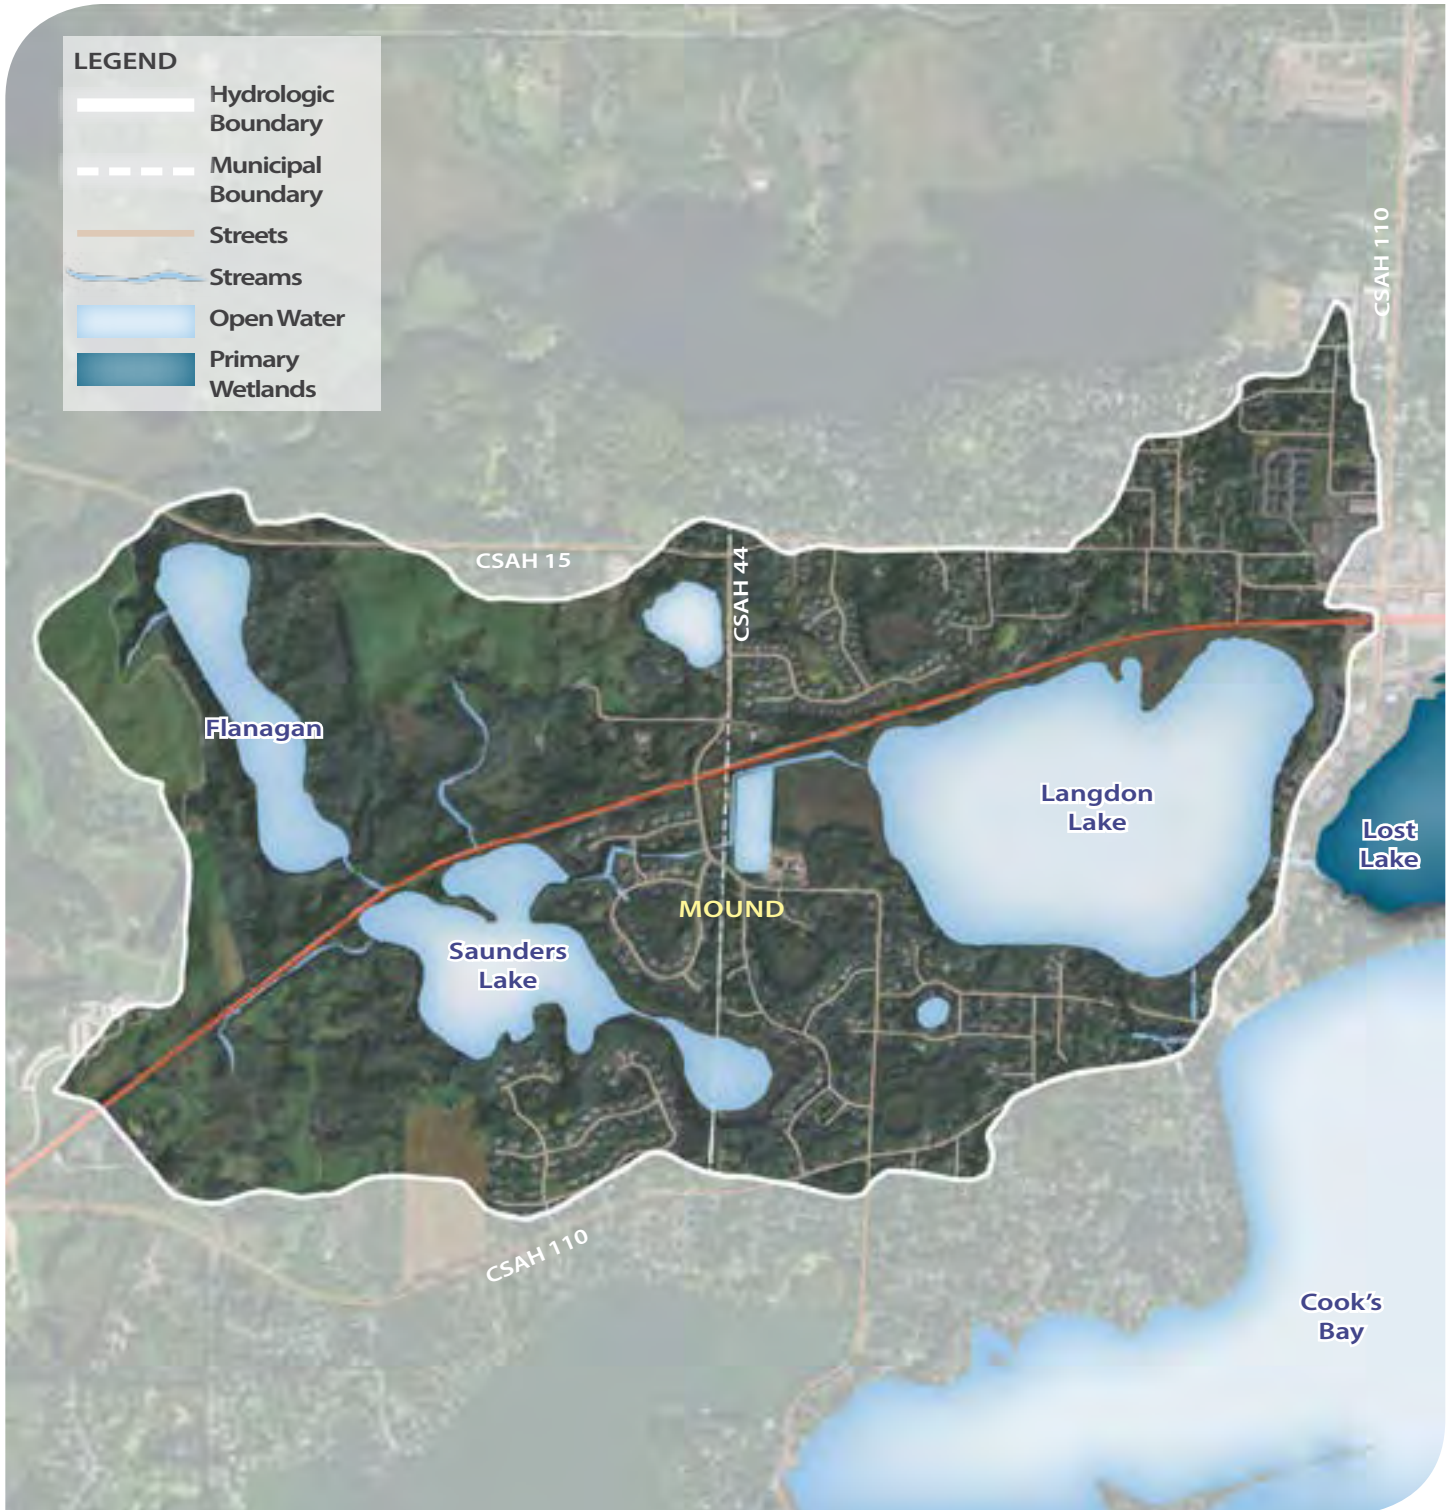 LEGEND
Hydrologic
Boundary
Municipal
Boundary
Streets
Streams
Open Water
Primary
Wetlands
CSAH 110
CSAH 15
CSAH 44
Flanagan
Langdon
Lake
Lost
Lake
MOUND
Saunders
Lake
CSAH 110
Cook's
Bay